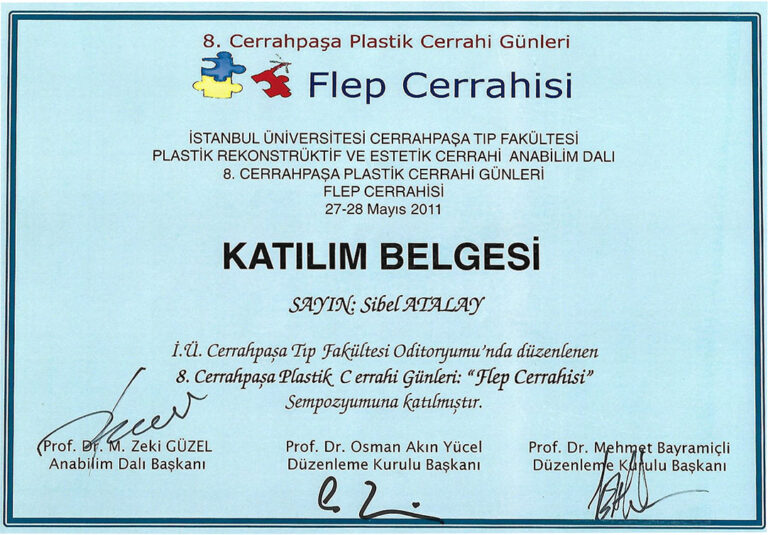 8. Cerrahpaşa Plastik Cerrahi Günleri
Flep Cerrahisi
İSTANBUL ÜNİVERSİTESİ CERRAHPAŞA TIP FAKÜLTESİ
PLASTİK REKONSTRÜKTİF VE ESTETİK CERRAHİ ANABİLİM DALI
8. CERRAHPAŞA PLASTİK CERRAHİ GÜNLERİ
FLEP CERRAHİSİ
27-28 Mayıs 2011
KATILIM BELGESİ
SAYIN: Sibel ATALAY
İ.Ü. Cerrahpaşa Tıp Fakültesi Oditoryumu'nda düzenlenen
8. Cerrahpaşa Plastik C errahi Günleri: “Flep Cerrahisi”
Sempozyumuna katılmıştır.
Prof. Dr. M. Zeki GÜZEL Prof. Dr. Osman Akın Yücel Prof. Dr. Mehmet Bayramiçli
Anabilim Dalı Başkanı Düzenleme Kurulu Başkanı Düzenleme Kurulu Başkanı